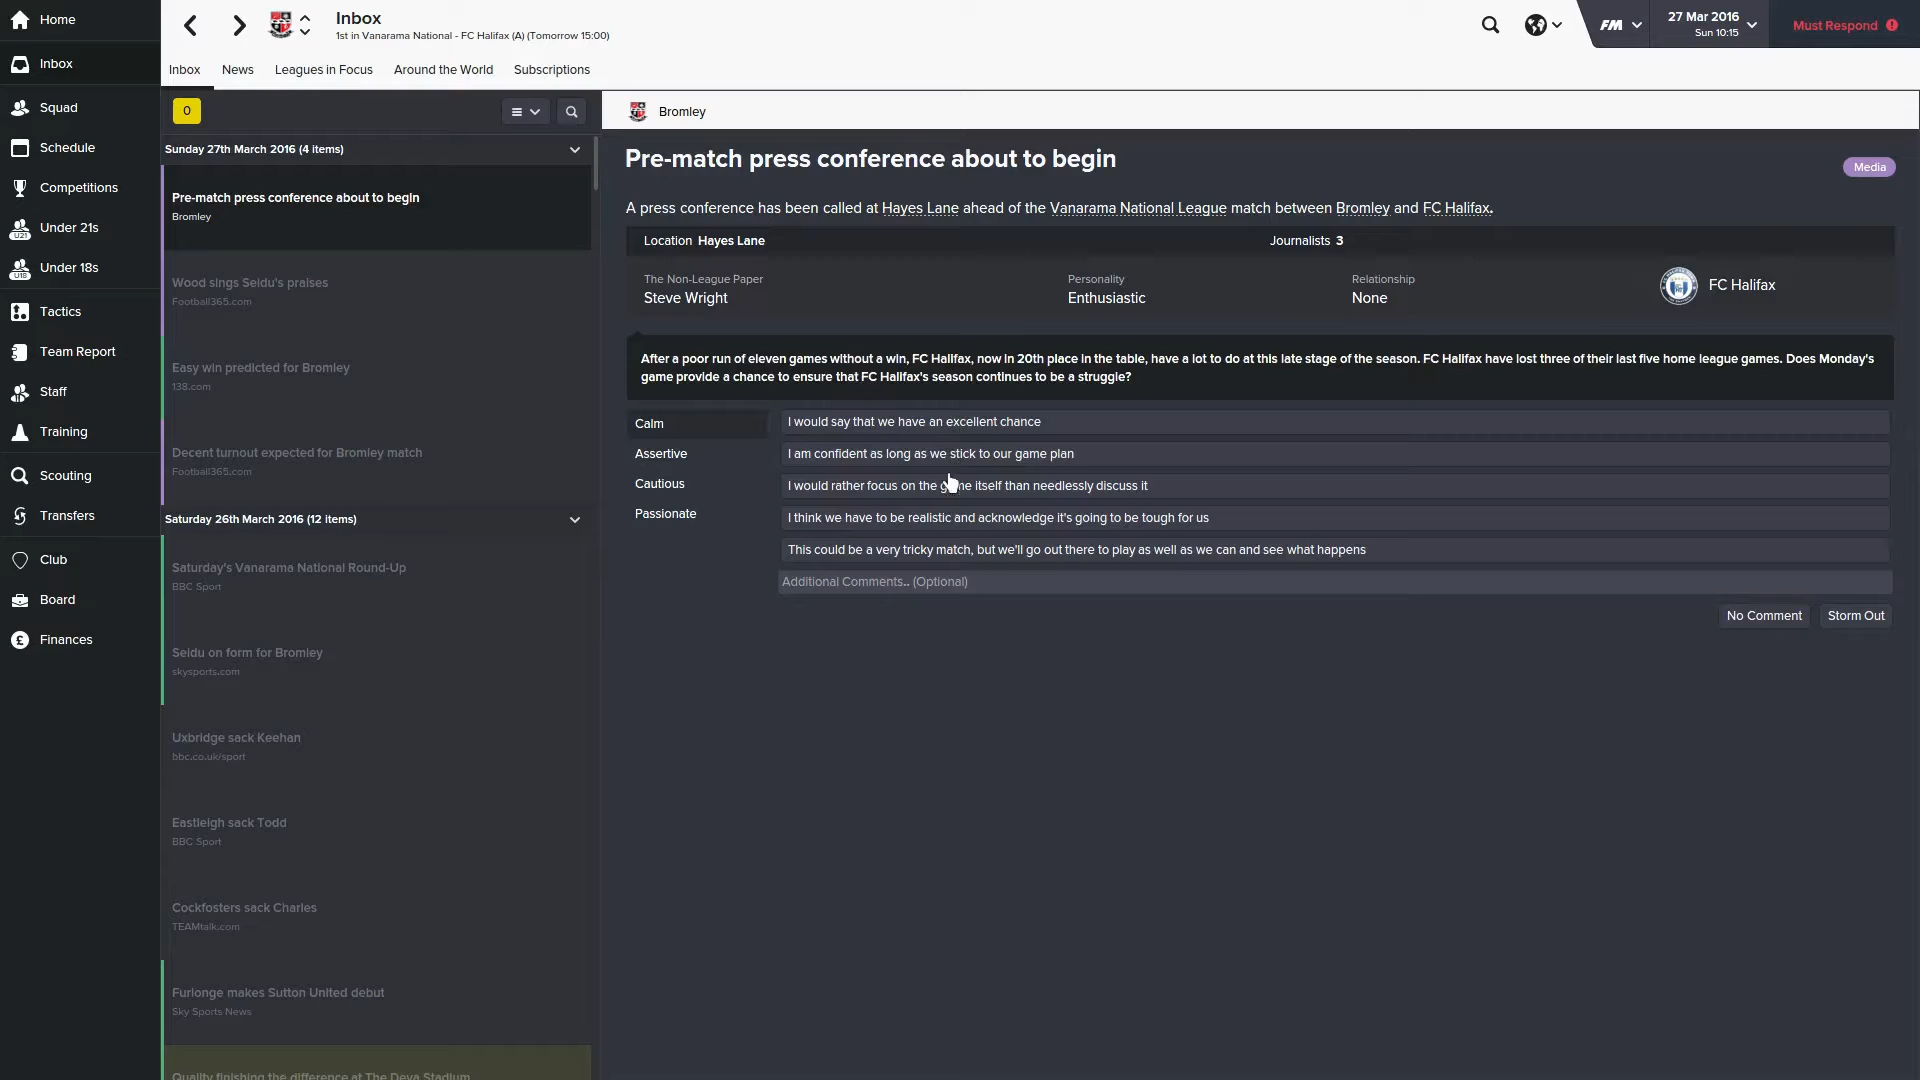 Home
Inbox
Squad
Schedule
Competitions
U21
Under 21s
U18
Under 18s
Tactics
Team Report
Staff
Training
Scouting
Transfers
Club
Board
£
Finances
Inbox
1st in Vanarama National - FC Halifax (A) (Tomorrow 15:00)
FM
27 Mar 2016
Sun 10:15
Must Respond
Inbox News Leagues in Focus Around the World Subscriptions
0
Sunday 27th March 2016 (4 items)
Pre-match press conference about to begin
Bromley
Wood sings Seidu's praises
Football365.com
Easy win predicted for Bromley
138.com
Decent turnout expected for Bromley match
Football365.com
Saturday 26th March 2016 (12 items)
Saturday's Vanarama National Round-Up
BBC Sport
Seidu on form for Bromley
skysports.com
Uxbridge sack Keehan
bbc.co.uk/sport
Eastleigh sack Todd
BBC Sport
Cockfosters sack Charles
TEAMtalk.com
Furlonge makes Sutton United debut
Sky Sports News
Quality finishing the difference at The Deva Stadium
Bromley
Pre-match press conference about to begin
Media
A press conference has been called at Hayes Lane ahead of the Vanarama National League match between Bromley and FC Halifax.
Location Hayes Lane Journalists 3
The Non-League Paper Personality Relationship
Steve Wright Enthusiastic None
FC Halifax
After a poor run of eleven games without a win, FC Halifax, now in 20th place in the table, have a lot to do at this late stage of the season. FC Halifax have lost three of their last five home league games. Does Monday's
game provide a chance to ensure that FC Halifax's season continues to be a struggle?
Calm
Assertive
Cautious
Passionate
I would say that we have an excellent chance
I am confident as long as we stick to our game plan
I would rather focus on the game itself than needlessly discuss it
I think we have to be realistic and acknowledge it's going to be tough for us
This could be a very tricky match, but we'll go out there to play as well as we can and see what happens
Additional Comments.. (Optional)
No Comment Storm Out